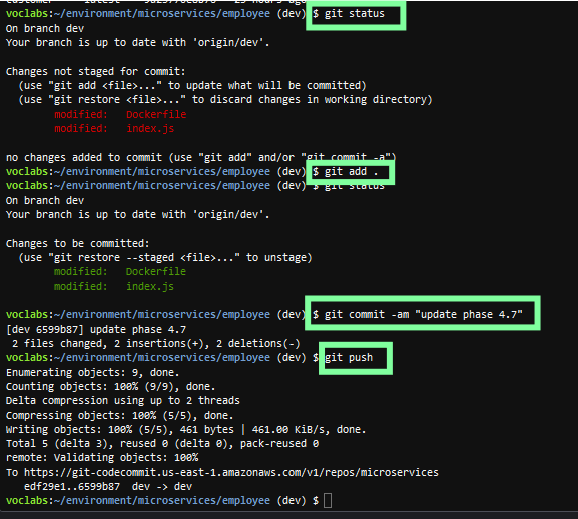 voclabs:~/environment/microservices/employee (dev) $ git status
On branch dev
Your branch is up to date with 'origin/dev'.
Changes not staged for commit:
(use "git add <file>..." to update what will be committed)
(use "git restore <file>..." to discard changes in working directory)
modified: Dockerfile
modified: index.js
no changes added to commit (use "git add" and/or "git commit -a")
voclabs:~/environment/microservices/employee (dev) $ git add .
voclabs:~/environment/microservices/employee (dev) $ git status
On branch dev
Your branch is up to date with 'origin/dev'.
Changes to be committed:
(use "git restore --staged <file>..." to unstage)
modified: Dockerfile
modified: index.js
voclabs:~/environment/microservices/employee (dev) $ git commit -am "update phase 4.7"
[dev 6599b87] update phase 4.7
2 files changed, 2 insertions(+), 2 deletions(-)
voclabs:~/environment/microservices/employee (dev) $ git push
Enumerating objects: 9, done.
Counting objects: 100% (9/9), done.
Delta compression using up to 2 threads
Compressing objects: 100% (5/5), done.
Writing objects: 100% (5/5), 461 bytes | 461.00 KiB/s, done.
Total 5 (delta 3), reused 0 (delta 0), pack-reused 0
remote: Validating objects: 100%
To https://git-codecommit.us-east-1.amazonaws.com/v1/repos/microservices
edf29e1..6599b87 dev -> dev
voclabs:~/environment/microservices/employee (dev) $